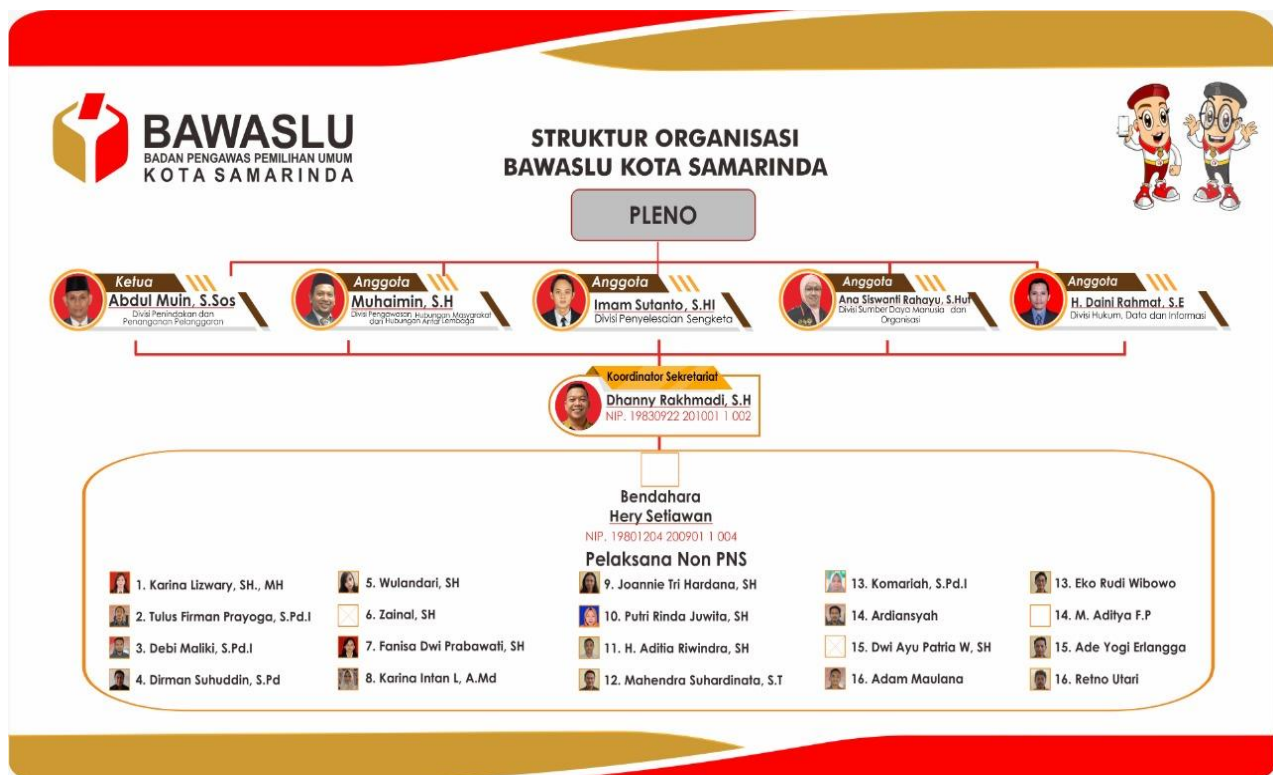 BAWASLU
BADAN PENGAWAS PEMILIHAN UMUM
KOTA SAMARINDA
STRUKTUR ORGANISASI
BAWASLU KOTA SAMARINDA
PLENO
Ketua
Abdul Muin, S.Sos
Divisi Penindakan dan
Penanganan Pelanggaran
Anggota
Muhaimin, S.H
Divisi Pengawasan Hubungan Masyarakat
dan Hubungan Antar Lembaga
Anggota
Imam Sutanto, S.HI
Divisi Penyelesaian Sengketa
Anggota
Ana Siswanti Rahayu, S.Hut
Divisi Sumber Daya Manusia dan
Organisasi
Anggota
H. Daini Rahmat, S.E
Divisi Hukum, Data dan Informasi
Koordinator Sekretariat
Dhanny Rakhmadi, S.H
NIP. 19830922 201001 1 002
Bendahara
Hery Setiawan
NIP. 19801204 200901 1 004
Pelaksana Non PNS
1. Karina Lizwary, SH., MH
2. Tulus Firman Prayoga, S.Pd.I
3. Debi Maliki, S.Pd.I
4. Dirman Suhuddin, S.Pd
5. Wulandari, SH
6. Zainal, SH
7. Fanisa Dwi Prabawati, SH
8. Karina Intan L, A.Md
9. Joannie Tri Hardana, SH
10. Putri Rinda Juwita, SH
11. H. Aditia Riwindra, SH
12. Mahendra Suhardinata, S.T
13. Komariah, S.Pd.I
14. Ardiansyah
15. Dwi Ayu Patria W, SH
16. Adam Maulana
13. Eko Rudi Wibowo
14. M. Aditya F.P
15. Ade Yogi Erlangga
16. Retno Utari